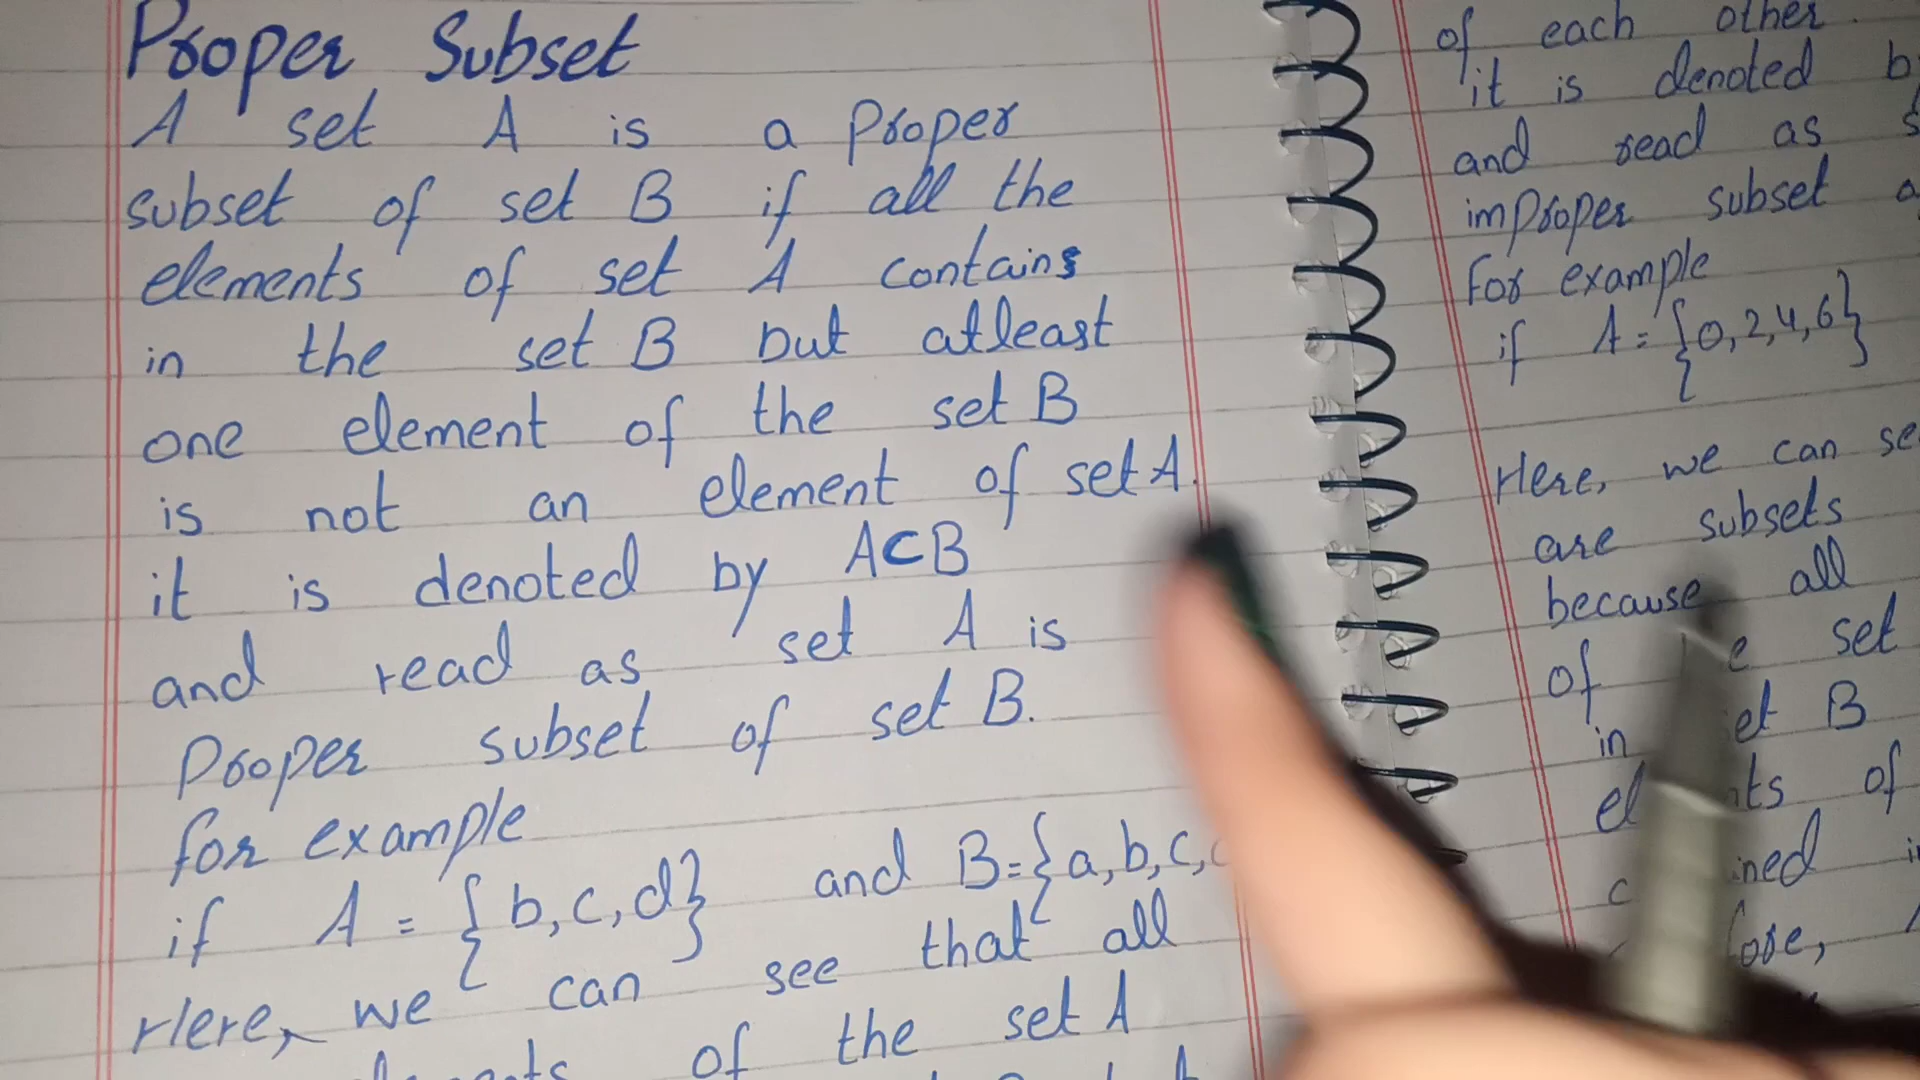 Proper Subset
A set A is a proper
subset of set B if all the
elements of set A contains
in the set B but atleast
one element of the set B
is not an element of set A.
it is denoted by A⊂B
and read as set A is
Proper subset of set B.
for example
if A = {b, c, d} and B = {a, b, c,
Here, we can see that all
of the set A
of each other.
it is denoted
and read as
improper subset
For example
if A = {0, 2, 4, 6}
Here, we can
are subsets
because all
of set
in B
of